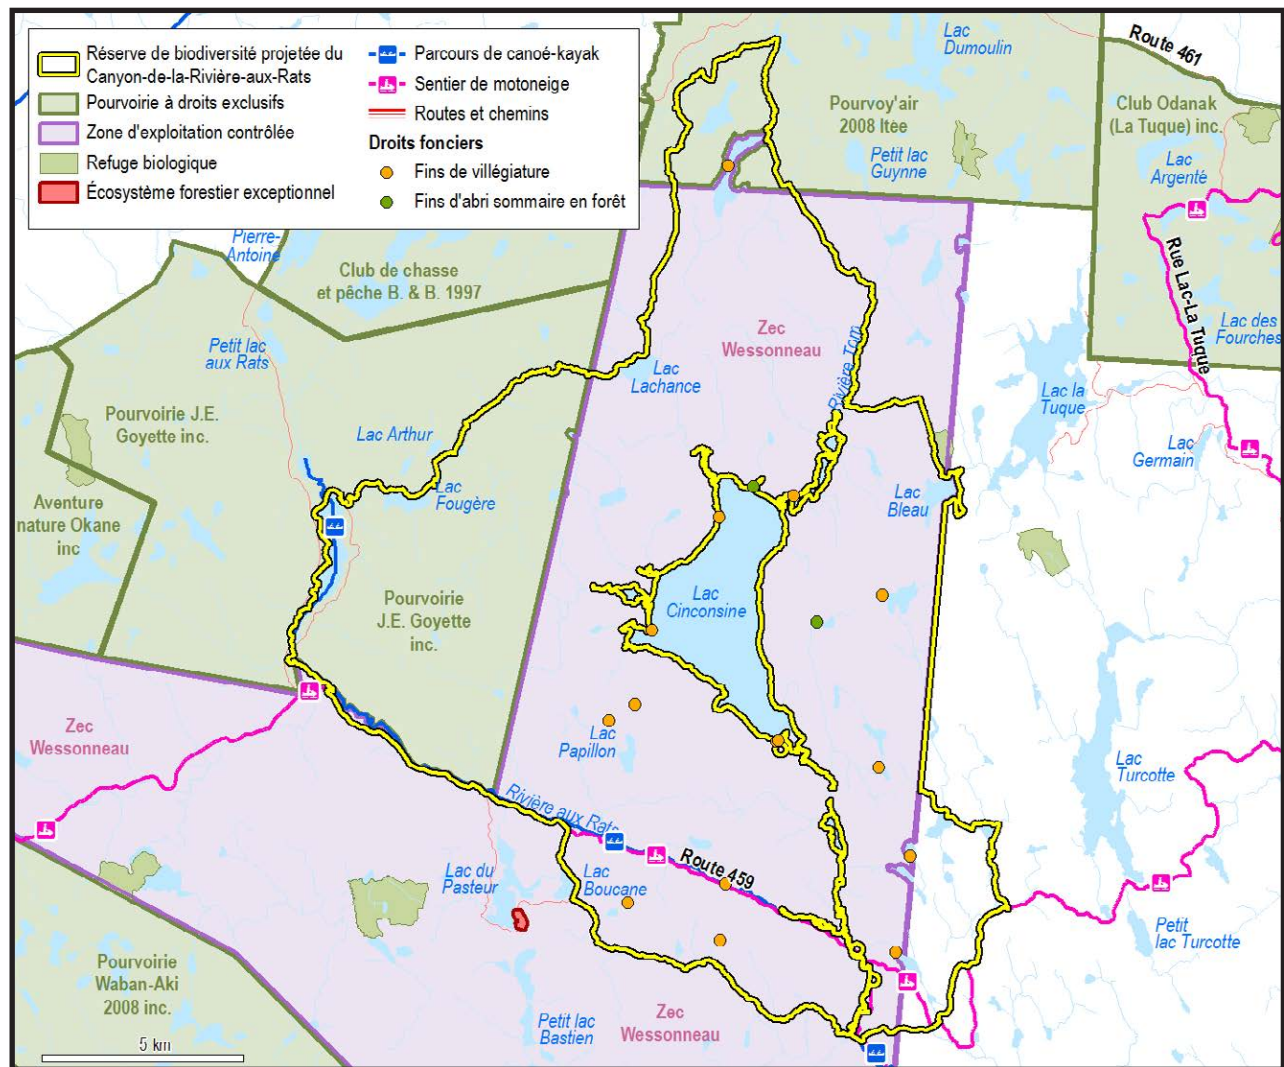 Réserve de biodiversité projetée du
Canyon-de-la-Rivière-aux-Rats
Pourvoirie à droits exclusifs
Zone d'exploitation contrôlée
Refuge biologique
Écosystème forestier exceptionnel
Parcours de canoé-kayak
Sentier de motoneige
Routes et chemins
Droits fonciers
Fins de villégiature
Fins d'abri sommaire en forêt
Lac
Dumoulin
Route 461
Pourvoy'air
2008 ltée
Petit lac
Guynne
Club Odanak
(La Tuque) inc.
Lac
Argenté
Pierre-
Antoine
Club de chasse
et pêche B. & B. 1997
Rue Lac-La Tuque
Lac des
Fourches
Petit lac
aux Rats
Zec
Wessonneau
Rivière Tom
Lac
Lachance
Lac la
Tuque
Pourvoirie J.E.
Goyette inc.
Lac Arthur
Lac
Germain
Aventure
nature Okane
inc
Lac
Fougère
Lac
Bleau
Pourvoirie
J.E. Goyette
inc.
Lac
Cinconsine
Zec
Wessonneau
Lac
Papillon
Lac
Turcotte
Rivière aux Rats
Route 459
Lac du
Pasteur
Lac
Boucane
Petit
lac Turcotte
Pourvoirie
Waban-Aki
2008 inc.
Petit lac
Bastien
Zec
Wessonneau
5 km